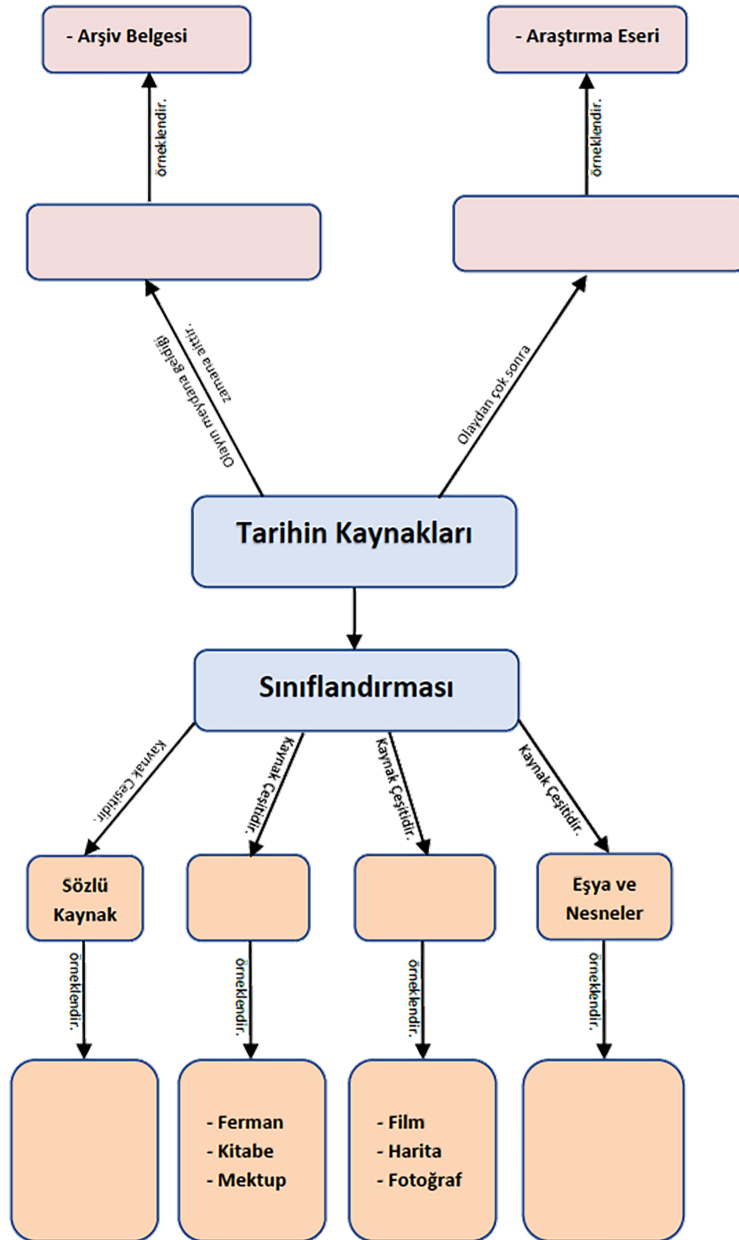 - Arşiv Belgesi
- Araştırma Eseri
örneklendir.
örneklendir.
Olayın meydana geldiği
zamana aittir.
Olaydan çok sonra
Tarihin Kaynakları
Sınıflandırması
Kaynak Çeşitidir.
Kaynak Çeşitidir.
Kaynak Çeşitidir.
Kaynak Çeşitidir.
Sözlü
Kaynak
Eşya ve
Nesneler
örneklendir.
örneklendir.
örneklendir.
örneklendir.
- Ferman
- Kitabe
- Mektup
- Film
- Harita
- Fotoğraf